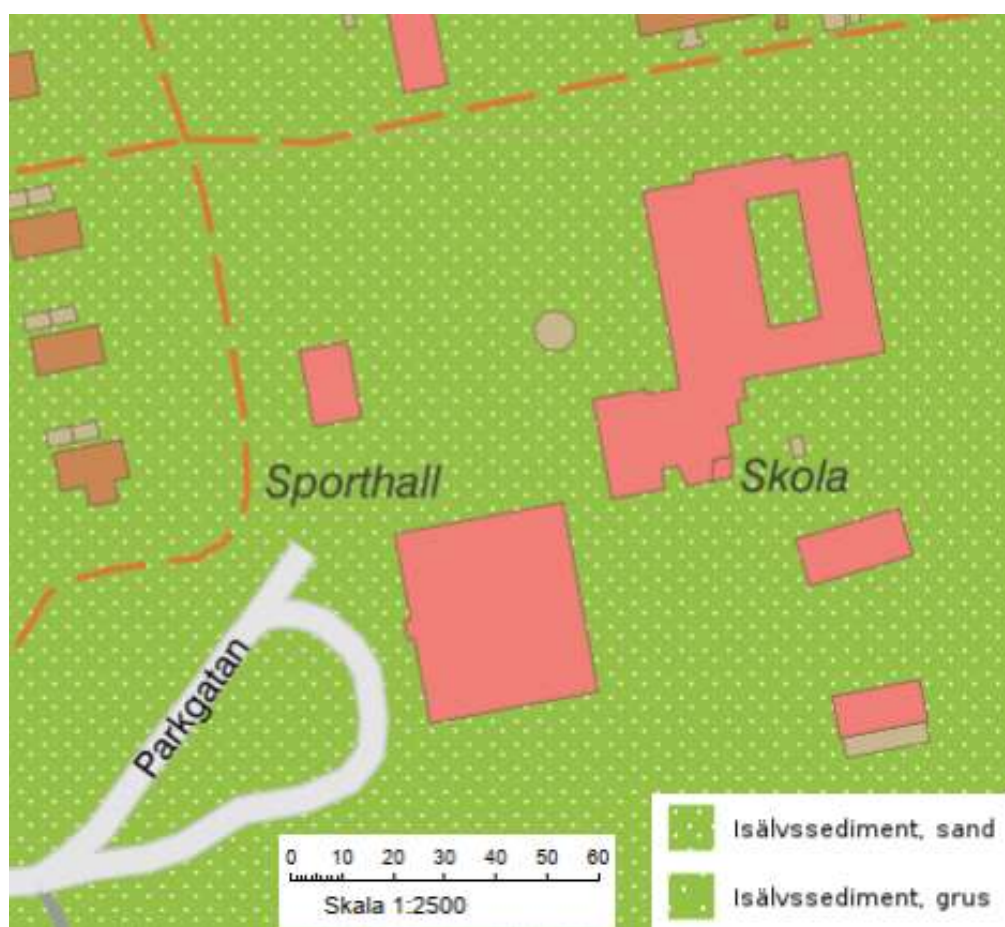 Sporthall
Skola
Parkgatan
0 10 20 30 40 50 60
Skala 1:2500
Isälvssediment, sand
Isälvssediment, grus